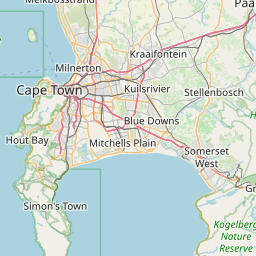 Melkbosstrand
Paa
Kraaifontein
Milnerton
Cape Town
Kuilsrivier
Stellenbosch
Blue Downs
Hout Bay
Mitchells Plain
Somerset
West
Simon's Town
Gr
Kogelberg
Nature
Reserve